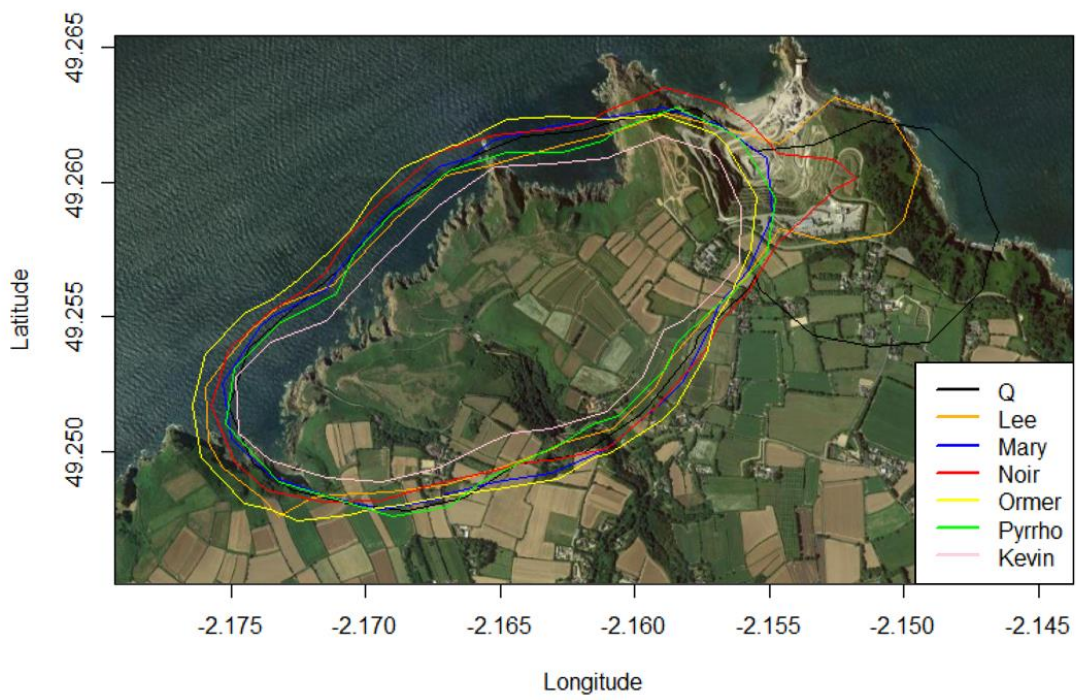 Latitude
49.265
49.260
49.255
49.250
Q
Lee
Mary
Noir
Ormer
Pyrrho
Kevin
-2.175 -2.170 -2.165 -2.160 -2.155 -2.150 -2.145
Longitude